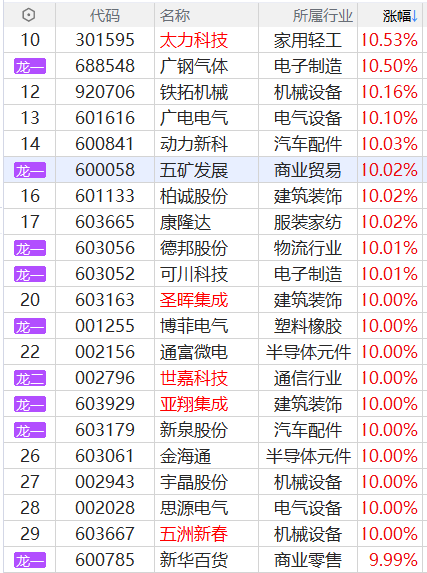 代码 名称 所属行业 涨幅↓
10 301595 太力科技 家用轻工 10.53%
龙一 688548 广钢气体 电子制造 10.50%
12 920706 铁拓机械 机械设备 10.16%
13 601616 广电电气 电气设备 10.10%
14 600841 动力新科 汽车配件 10.03%
龙一 600058 五矿发展 商业贸易 10.02%
16 601133 柏诚股份 建筑装饰 10.02%
17 603665 康隆达 服装家纺 10.02%
龙一 603056 德邦股份 物流行业 10.01%
龙一 603052 可川科技 电子制造 10.01%
20 603163 圣晖集成 建筑装饰 10.00%
龙一 001255 博菲电气 塑料橡胶 10.00%
22 002156 通富微电 半导体元件 10.00%
龙二 002796 世嘉科技 通信行业 10.00%
龙一 603929 亚翔集成 建筑装饰 10.00%
龙一 603179 新泉股份 汽车配件 10.00%
26 603061 金海通 半导体元件 10.00%
27 002943 宇晶股份 机械设备 10.00%
28 002028 思源电气 电气设备 10.00%
29 603667 五洲新春 机械设备 10.00%
龙一 600785 新华百货 商业零售 9.99%